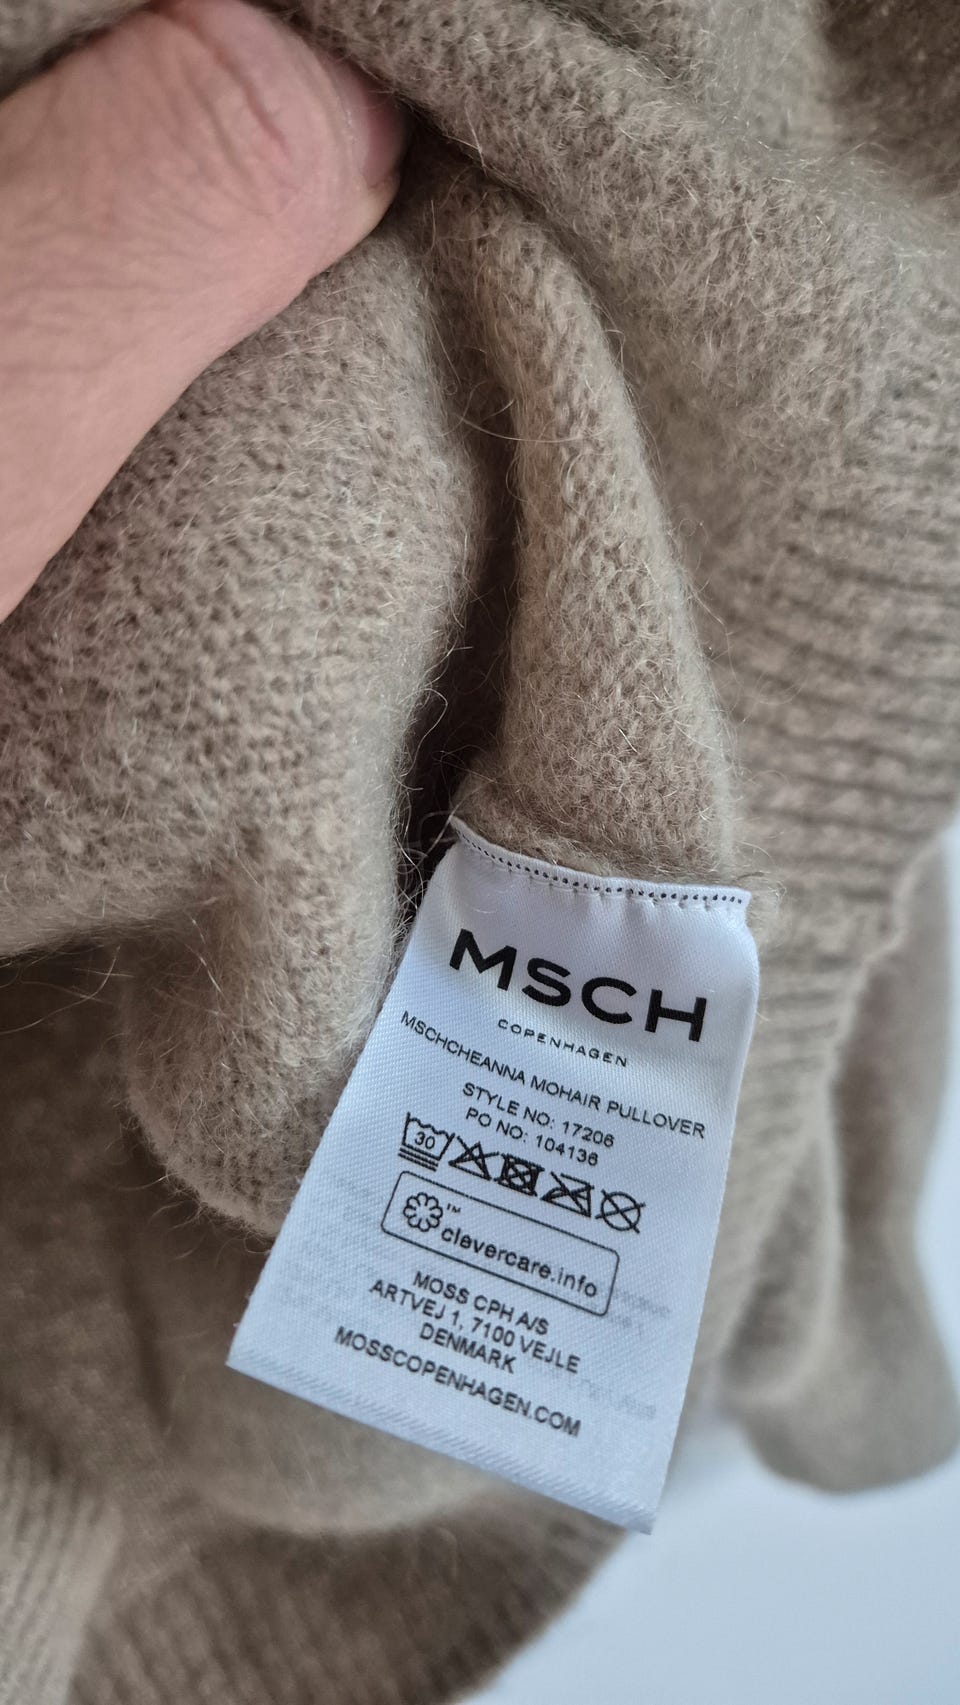 MSCH
COPENHAGEN
MSCHCHEANNA MOHAIR PULLOVER
STYLE NO: 17206
PO NO: 104136
30
™
clevercare.info
MOSS CPH A/S
ARTVEJ 1, 7100 VEJLE
DENMARK
MOSSCOPENHAGEN.COM